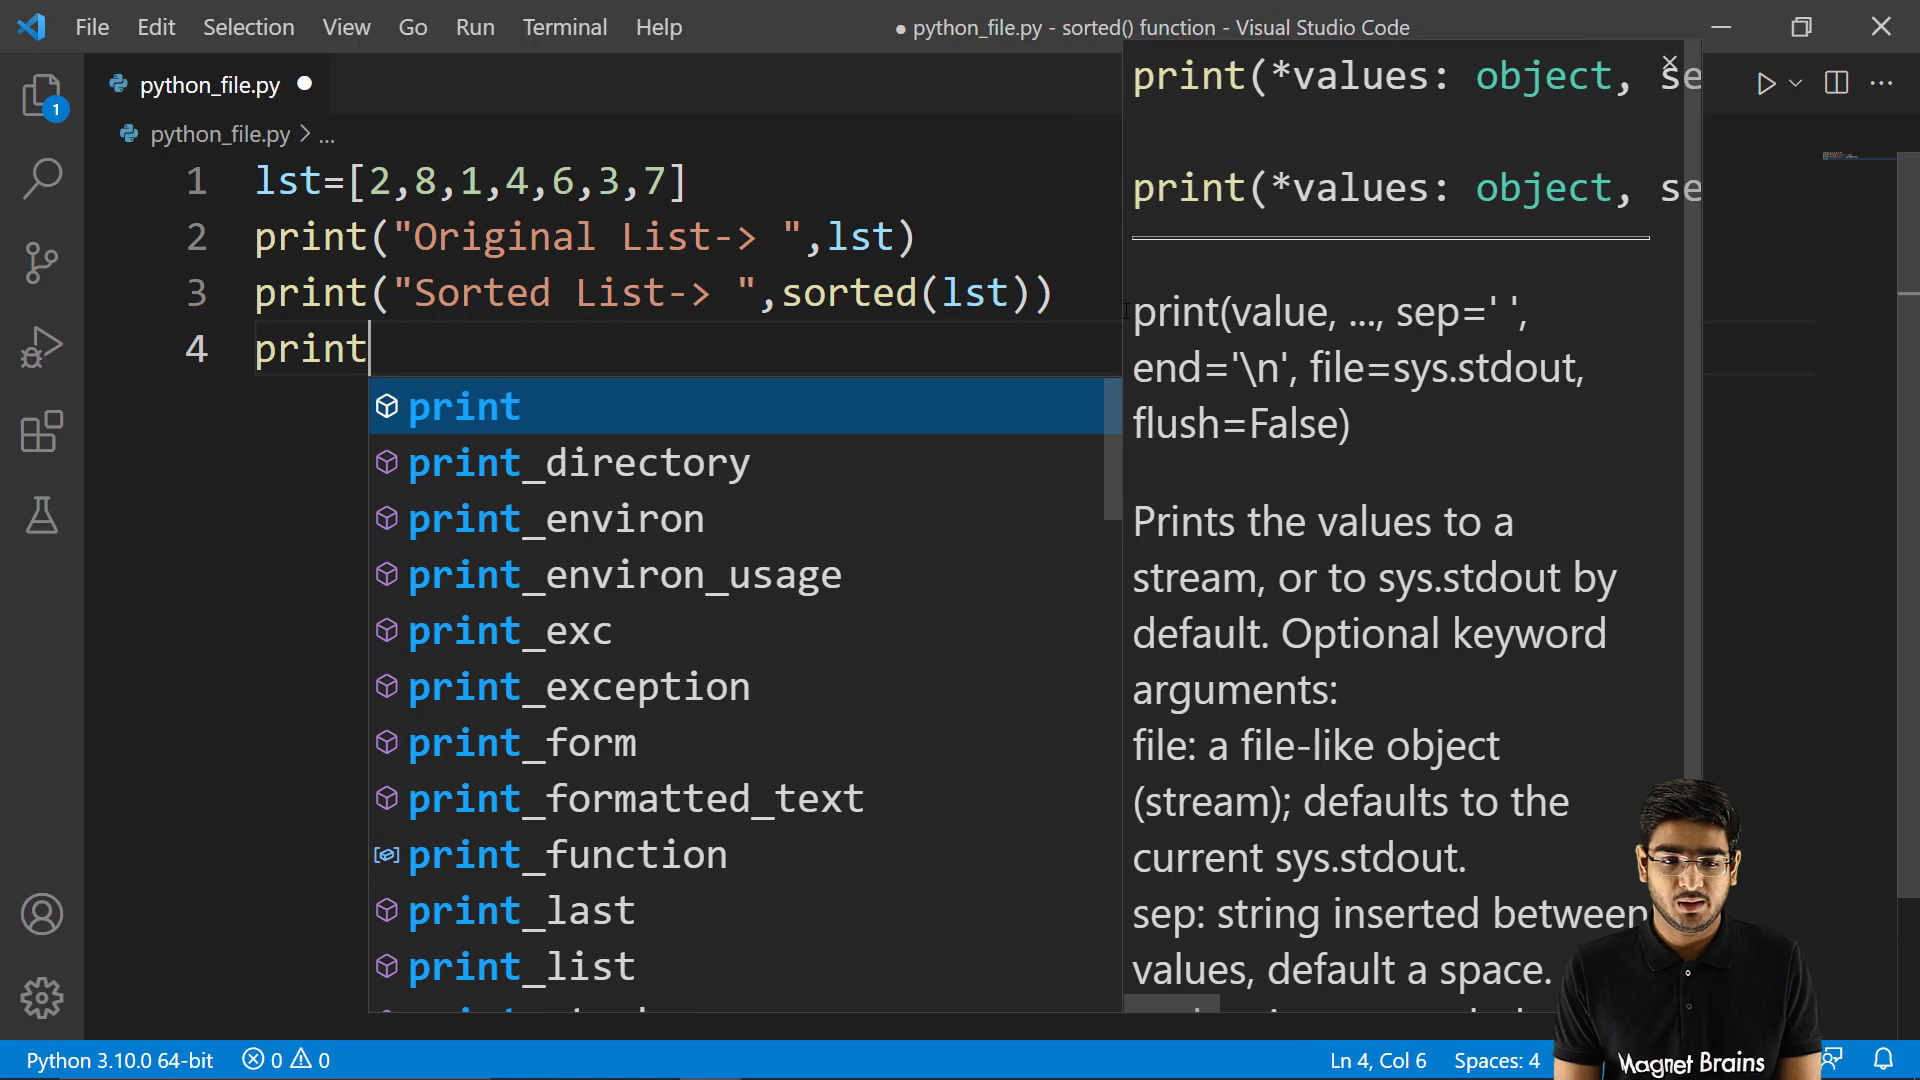 File Edit Selection View Go Run Terminal Help
● python_file.py - sorted() function - Visual Studio Code
python_file.py ●
python_file.py > ...
1
1 lst=[2,8,1,4,6,3,7]
2 print("Original List-> ",lst)
3 print("Sorted List-> ",sorted(lst))
4 print
print
print_directory
print_environ
print_environ_usage
print_exc
print_exception
print_form
print_formatted_text
print_function
print_last
print_list
print(*values: object, se
print(*values: object, se
print(value, ..., sep=' ',
end='\n', file=sys.stdout,
flush=False)
Prints the values to a
stream, or to sys.stdout by
default. Optional keyword
arguments:
file: a file-like object
(stream); defaults to the
current sys.stdout.
sep: string inserted between
values, default a space.
Python 3.10.0 64-bit 0 0 Ln 4, Col 6 Spaces: 4
Magnet Brains